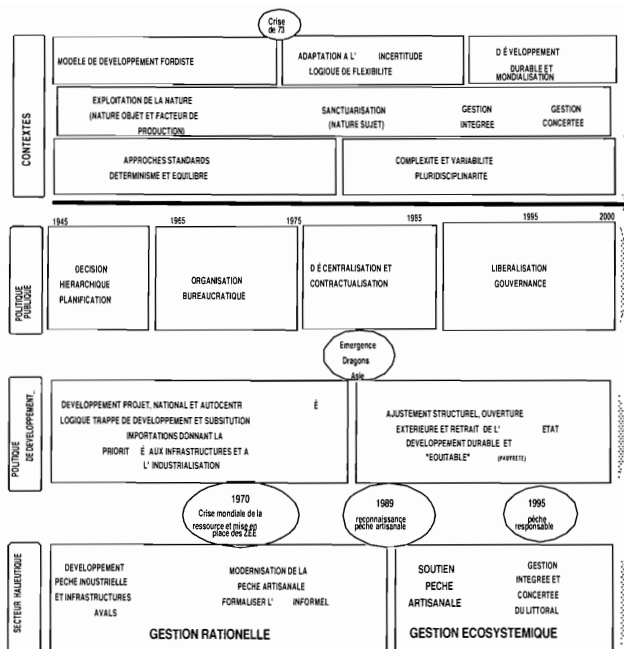 Crise
de 73
MODELE DE DEVELOPPEMENT FORDISTE
ADAPTATION A L' INCERTITUDE
LOGIQUE DE FLEXIBILITE
D ÉVELOPPEMENT
DURABLE ET
MONDIALISATION
CONTEXTES
EXPLOITATION DE LA NATURE
(NATURE OBJET ET FACTEUR DE
PRODUCTION)
SANCTUARISATION
(NATURE SUJET)
GESTION
INTEGREE
GESTION
CONCERTEE
APPROCHES STANDARDS
DETERMINISME ET EQUILIBRE
COMPLEXITE ET VARIABILITE
PLURIDISCIPLINARITE
1945 1965 1975 1985 1995 2000
POLITIQUE
PUBLIQUE
DECISION
HIERARCHIQUE
PLANIFICATION
ORGANISATION
BUREAUCRATIQUE
D É CENTRALISATION ET
CONTRACTUALISATION
LIBERALISATION
GOUVERNANCE
Emergence
Dragons
Asie
POLITIQUE
DE DEVELOPPEMENT_
DEVELOPPEMENT PROJET, NATIONAL ET AUTOCENTR É
LOGIQUE TRAPPE DE DEVELOPPEMENT ET SUBSITUTION
IMPORTATIONS DONNANT LA
PRIORIT É AUX INFRASTRUCTURES ET A
L' INDUSTRIALISATION
AJUSTEMENT STRUCTUREL, OUVERTURE
EXTERIEURE ET RETRAIT DE L' ETAT
DEVELOPPEMENT DURABLE ET
"EQUITABLE" (PAUVRETE)
1970
Crise mondiale de la
ressource et mise en
place des ZEE
1989
reconnaissance
pêche artisanale
1995
pêche
responsable
SECTEUR HALIEUTIQUE
DEVELOPPEMENT
PECHE INDUSTRIELLE
ET INFRASTRUCTURES
AVALS
MODERNISATION DE LA
PECHE ARTISANALE
FORMALISER L' INFORMEL
GESTION RATIONELLE
SOUTIEN
PECHE
ARTISANALE
GESTION
INTEGREE ET
CONCERTEE
DU LITTORAL
GESTION ECOSYSTEMIQUE